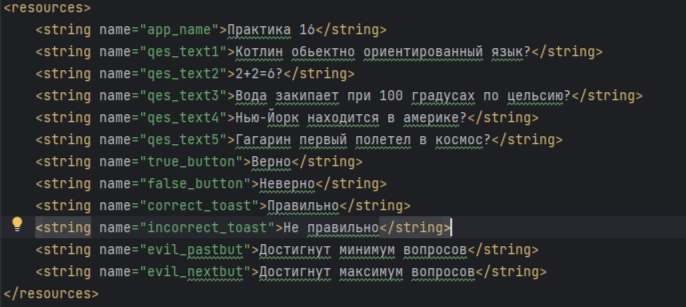 <resources>
<string name="app_name">Практика 16</string>
<string name="qes_text1">Котлин обьектно ориентированный язык?</string>
<string name="qes_text2">2+2=6?</string>
<string name="qes_text3">Вода закипает при 100 градусах по цельсию?</string>
<string name="qes_text4">Нью-Йорк находится в америке?</string>
<string name="qes_text5">Гагарин первый полетел в космос?</string>
<string name="true_button">Верно</string>
<string name="false_button">Неверно</string>
<string name="correct_toast">Правильно</string>
<string name="incorrect_toast">Не правильно</string>
<string name="evil_pastbut">Достигнут минимум вопросов</string>
<string name="evil_nextbut">Достигнут максимум вопросов</string>
</resources>